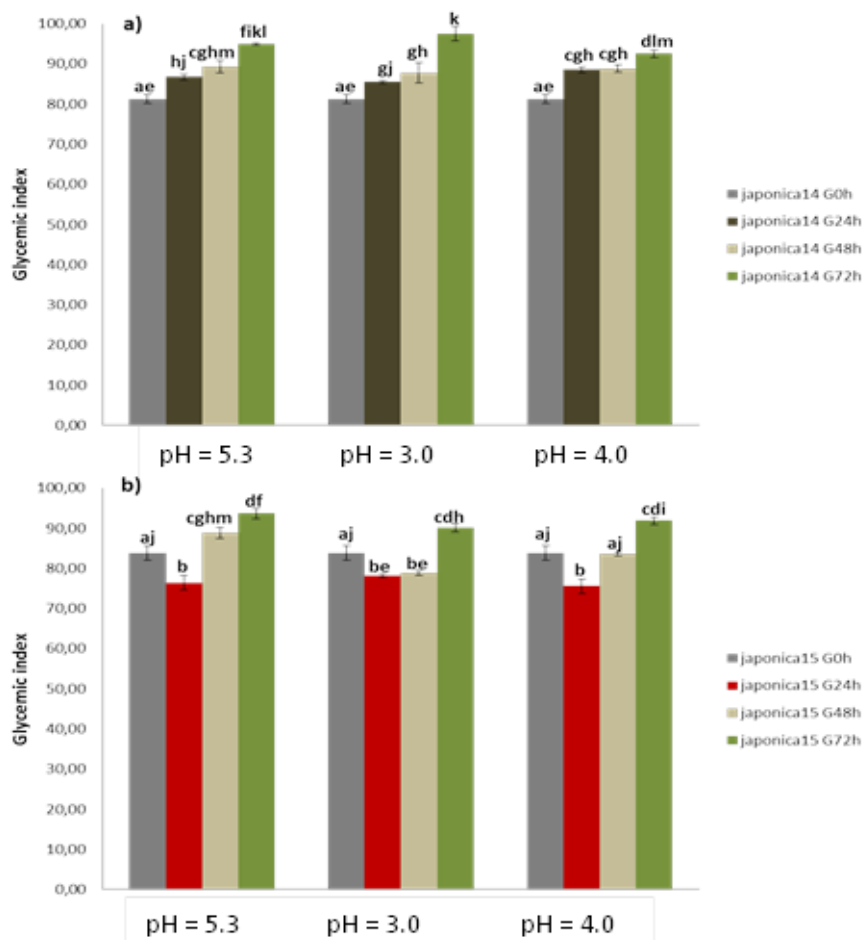 a)
Glycemic index
100,00
90,00
80,00
70,00
60,00
50,00
40,00
30,00
20,00
10,00
0,00
ae hj cghm fikl
ae gj gh k
ae cgh cgh dlm
pH = 5.3 pH = 3.0 pH = 4.0
japonica14 G0h
japonica14 G24h
japonica14 G48h
japonica14 G72h
b)
Glycemic index
100,00
90,00
80,00
70,00
60,00
50,00
40,00
30,00
20,00
10,00
0,00
aj b cghm df
aj be be cdh
aj b aj cdi
pH = 5.3 pH = 3.0 pH = 4.0
japonica15 G0h
japonica15 G24h
japonica15 G48h
japonica15 G72h